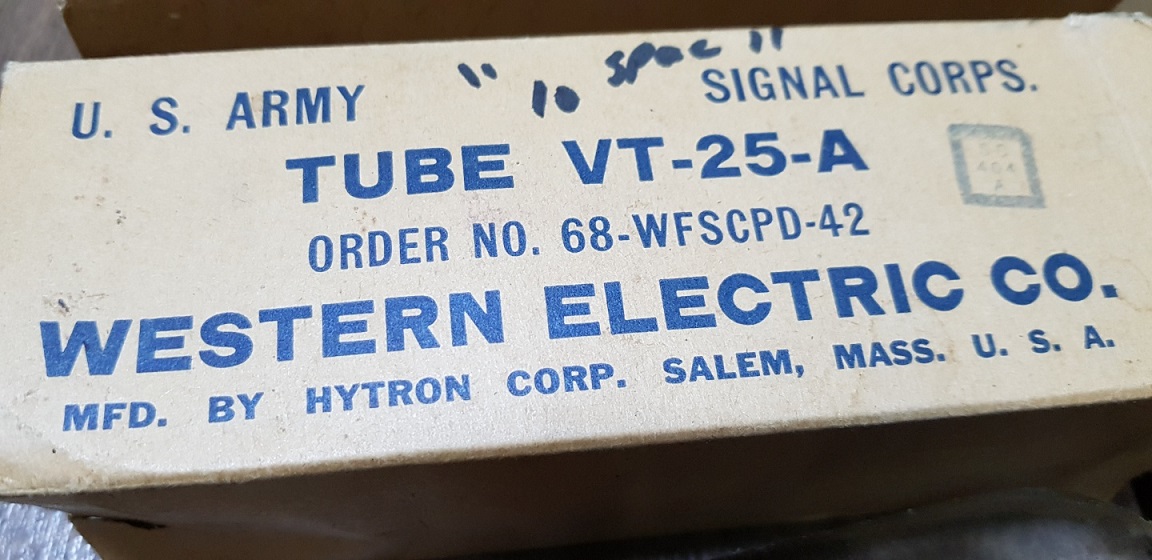 " 10 spac "
U. S. ARMY SIGNAL CORPS.
TUBE VT-25-A
ORDER NO. 68-WFSCPD-42
WESTERN ELECTRIC CO.
MFD. BY HYTRON CORP. SALEM, MASS. U. S. A.